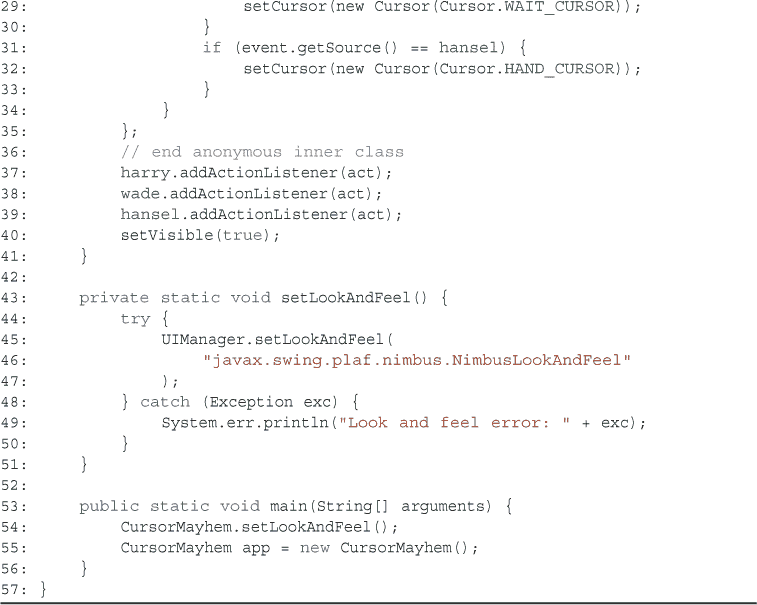 29:                     setCursor(new Cursor(Cursor.WAIT_CURSOR));
30:                 }
31:                 if (event.getSource() == hansel) {
32:                     setCursor(new Cursor(Cursor.HAND_CURSOR));
33:                 }
34:             }
35:         };
36:         // end anonymous inner class
37:         harry.addActionListener(act);
38:         wade.addActionListener(act);
39:         hansel.addActionListener(act);
40:         setVisible(true);
41:     }
42:
43:     private static void setLookAndFeel() {
44:         try {
45:             UIManager.setLookAndFeel(
46:                 "javax.swing.plaf.nimbus.NimbusLookAndFeel"
47:             );
48:         } catch (Exception exc) {
49:             System.err.println("Look and feel error: " + exc);
50:         }
51:     }
52:
53:     public static void main(String[] arguments) {
54:         CursorMayhem.setLookAndFeel();
55:         CursorMayhem app = new CursorMayhem();
56:     }
57: }